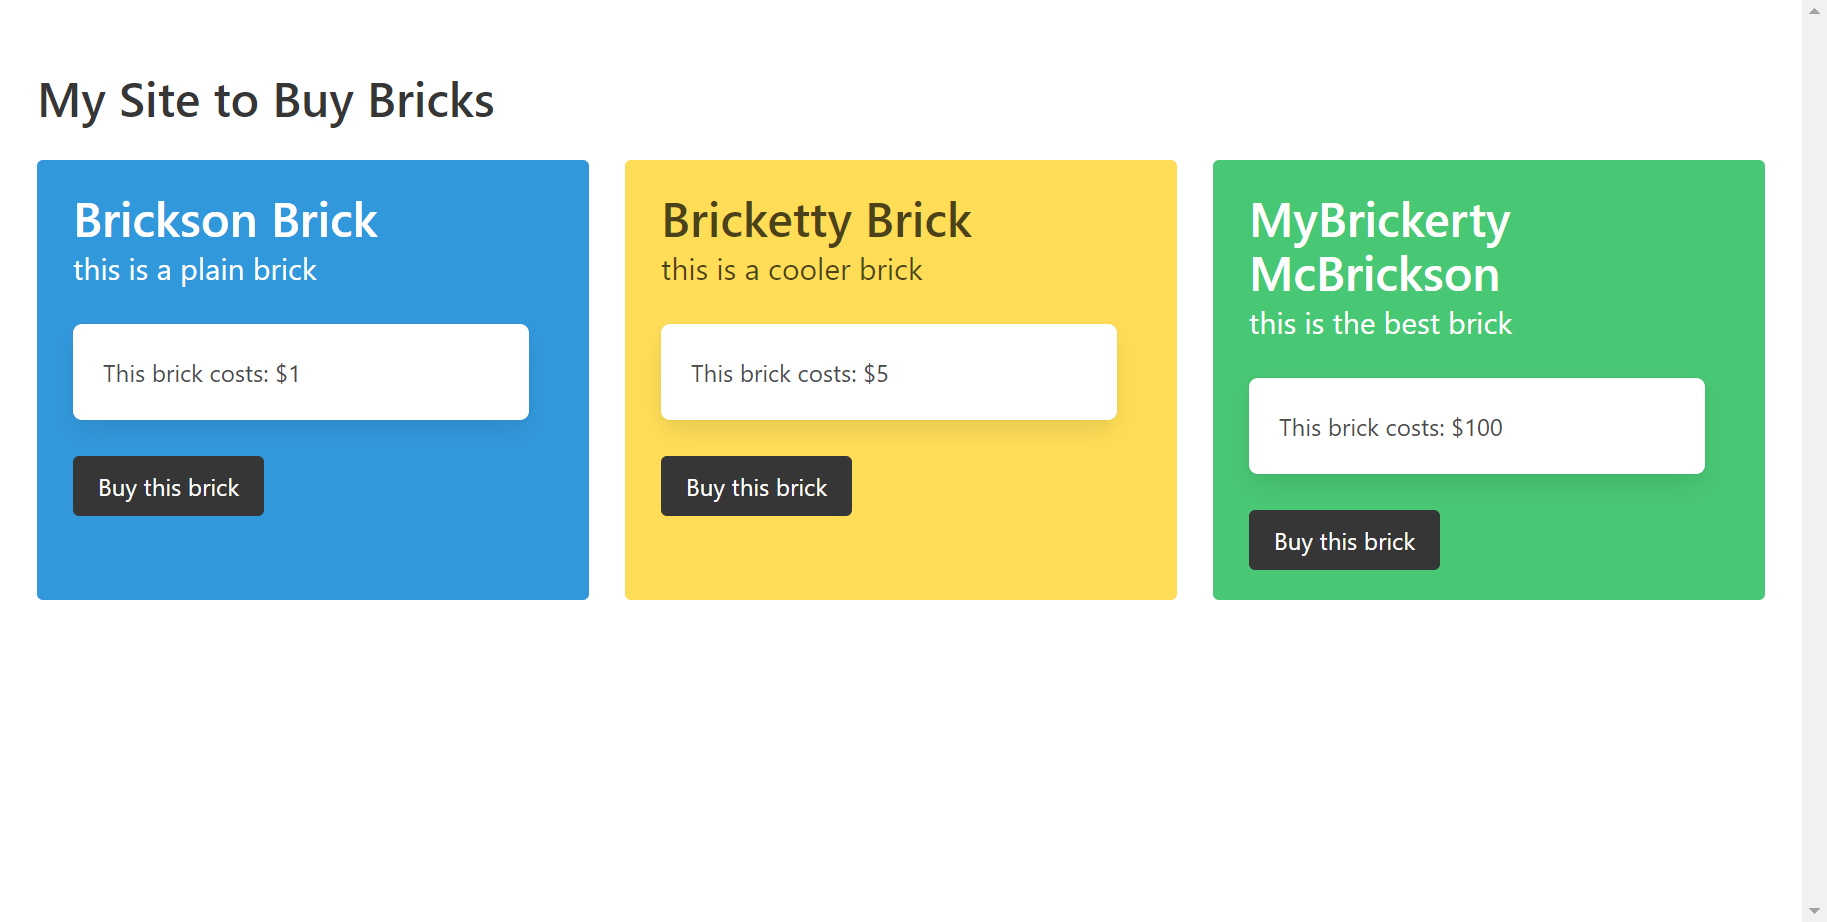 My Site to Buy Bricks
Brickson Brick
this is a plain brick
This brick costs: $1
Buy this brick
Bricketty Brick
this is a cooler brick
This brick costs: $5
Buy this brick
MyBrickerty
McBrickson
this is the best brick
This brick costs: $100
Buy this brick